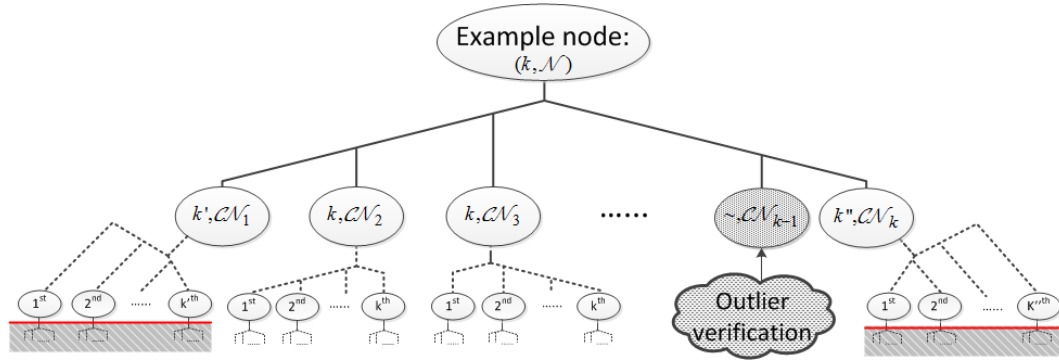 Example node:
(k, 𝒩)
k', 𝒞𝒩₁
k, 𝒞𝒩₂
k, 𝒞𝒩₃
......
~, 𝒞𝒩ₖ₋₁
k'', 𝒞𝒩ₖ
1st 2nd ...... k'th
1st 2nd ...... kth
1st 2nd ...... kth
Outlier
verification
1st 2nd ...... K''th